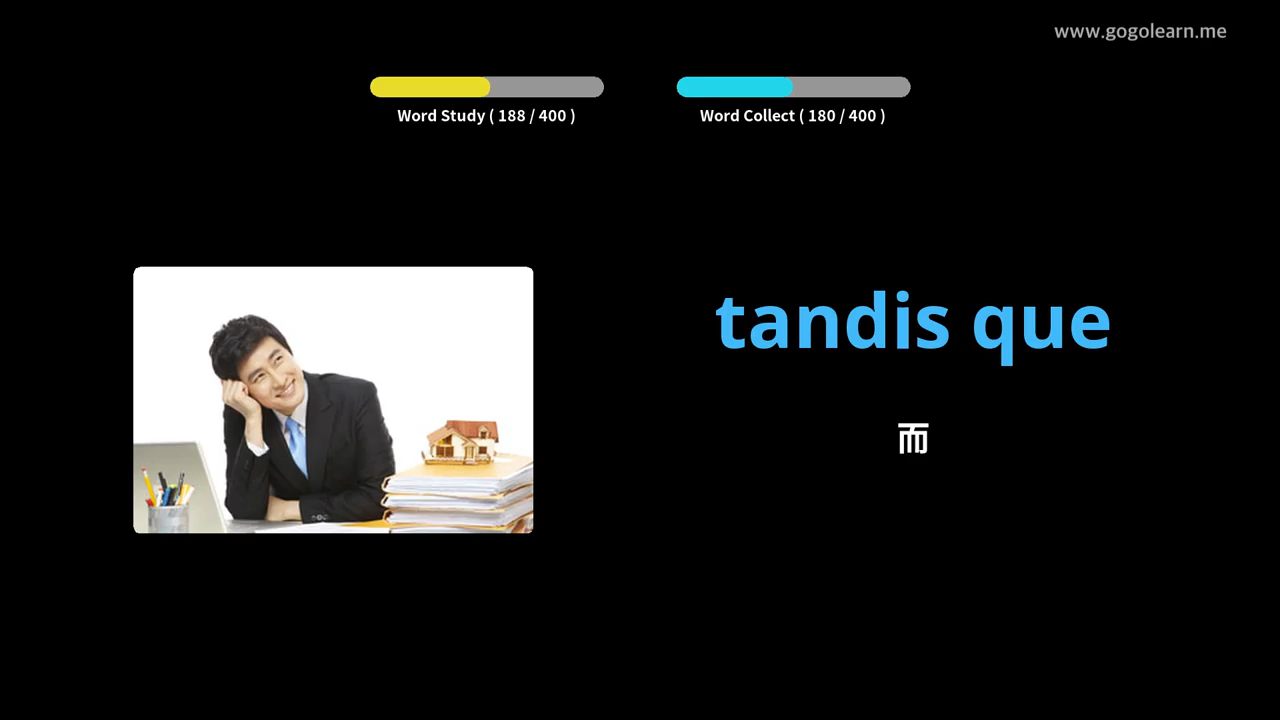 www.gogolearn.me
Word Study ( 188 / 400 )
Word Collect ( 180 / 400 )
tandis que
而